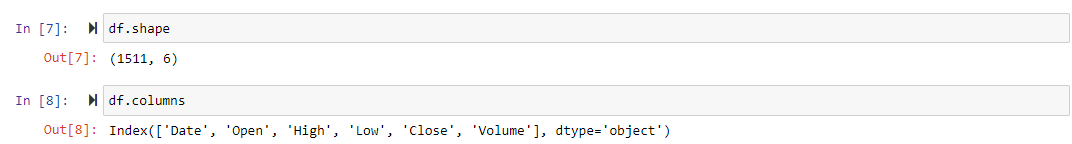 In [7]: df.shape
Out[7]: (1511, 6)
In [8]: df.columns
Out[8]: Index(['Date', 'Open', 'High', 'Low', 'Close', 'Volume'], dtype='object')